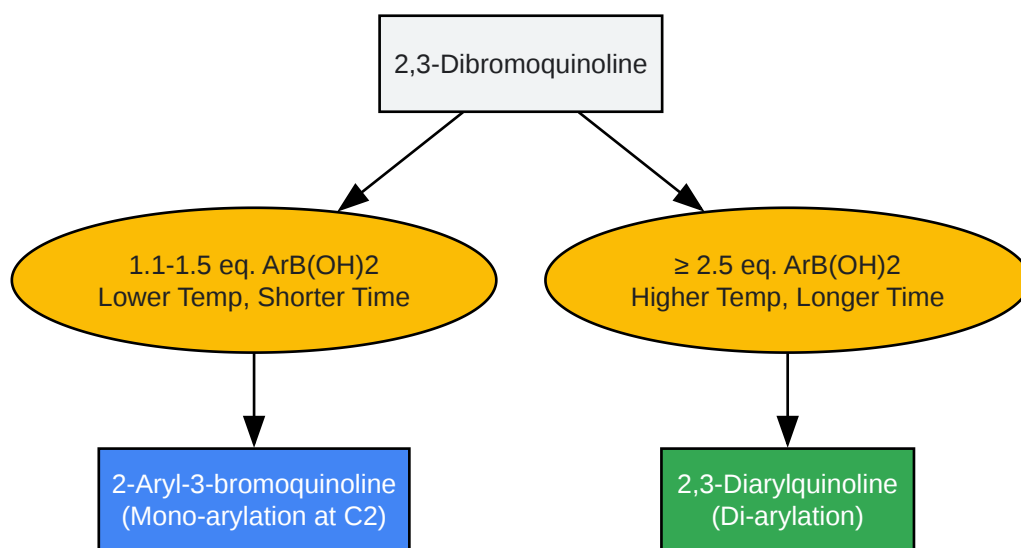 2,3-Dibromoquinoline
1.1-1.5 eq. ArB(OH)2
Lower Temp, Shorter Time
≥ 2.5 eq. ArB(OH)2
Higher Temp, Longer Time
2-Aryl-3-bromoquinoline
(Mono-arylation at C2)
2,3-Diarylquinoline
(Di-arylation)